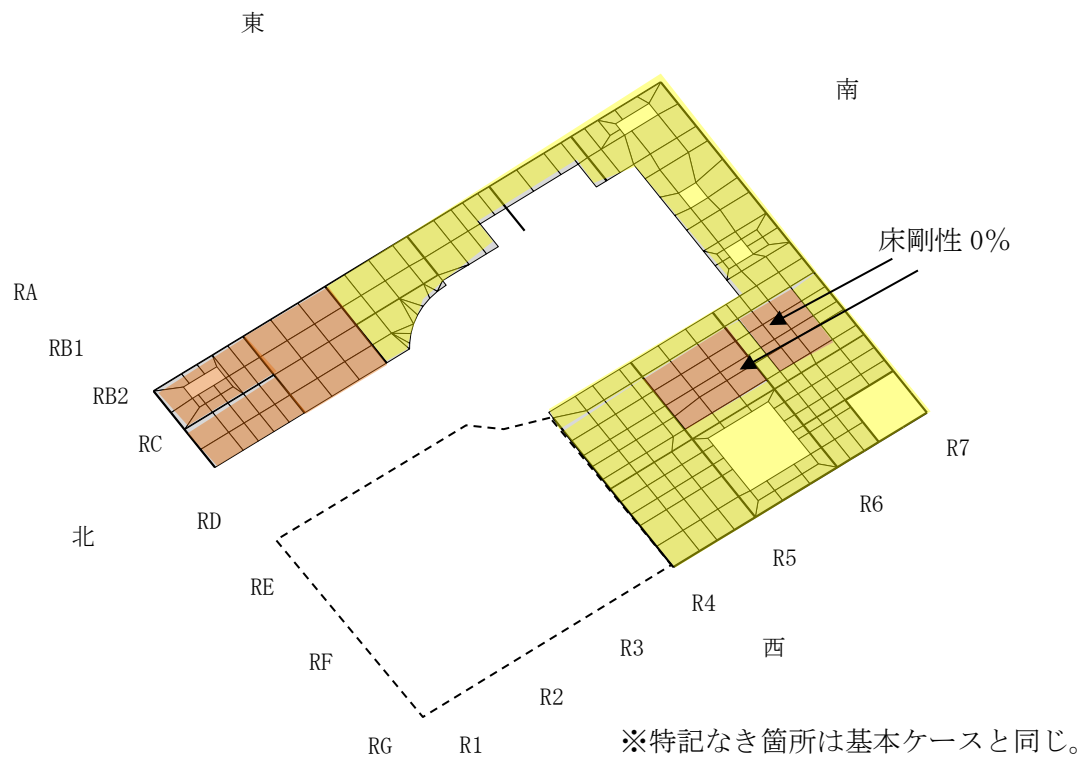 東
南
床剛性 0%
RA
RB1
RB2
RC
RD
RE
RF
RG
北
R1
R2
R3
R4
R5
R6
R7
西
※特記なき箇所は基本ケースと同じ。